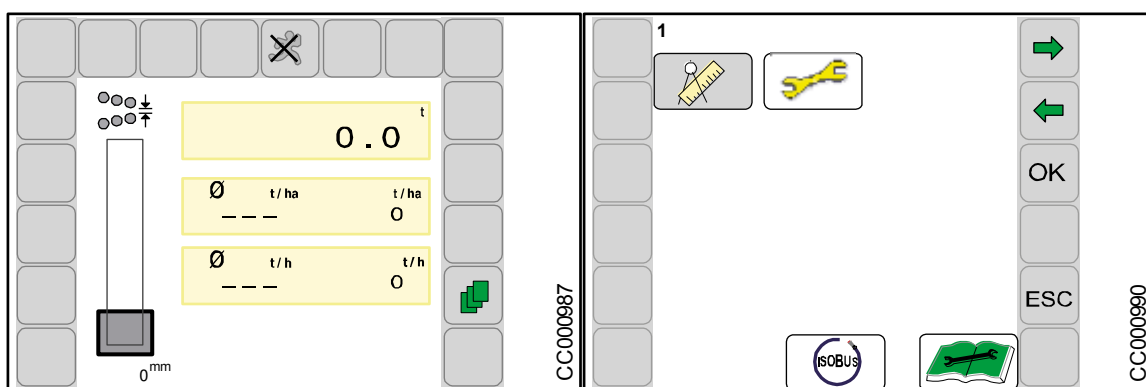 t
0.0
Ø t/ha t/ha
--- 0
Ø t/h t/h
--- 0
0 mm
CC000987
1
OK
ESC
ISOBUS
CC000990